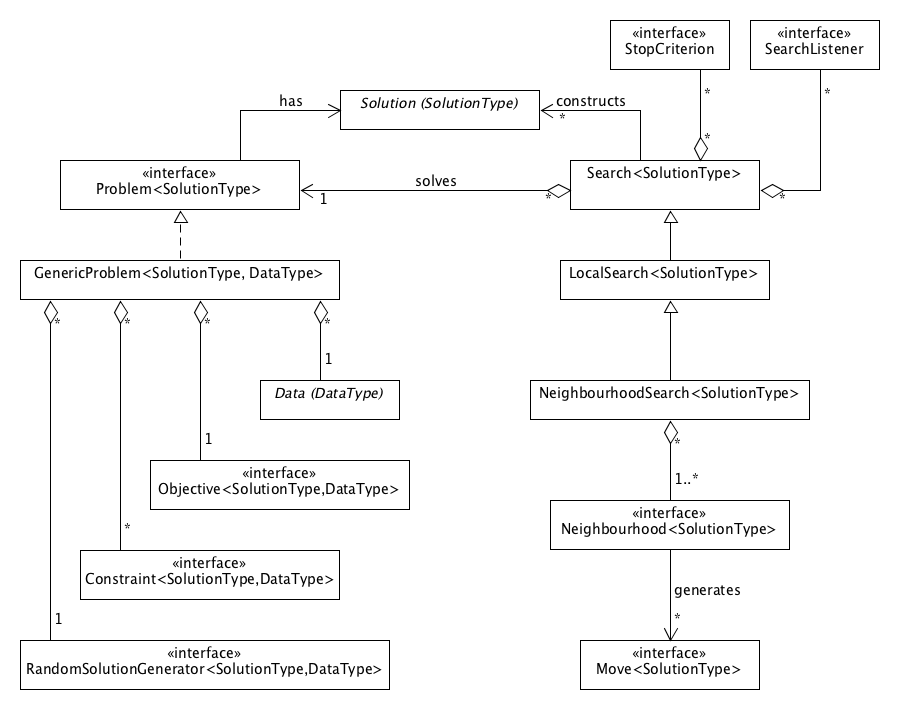 «interface»
StopCriterion
«interface»
SearchListener
*
*
has
Solution (SolutionType)
constructs
*
*
«interface»
Problem<SolutionType>
solves
1
*
Search<SolutionType>
*
GenericProblem<SolutionType, DataType>
LocalSearch<SolutionType>
*
*
*
*
1
Data (DataType)
NeighbourhoodSearch<SolutionType>
*
1
«interface»
Objective<SolutionType,DataType>
1..*
«interface»
Neighbourhood<SolutionType>
*
«interface»
Constraint<SolutionType,DataType>
generates
*
1
«interface»
RandomSolutionGenerator<SolutionType,DataType>
«interface»
Move<SolutionType>